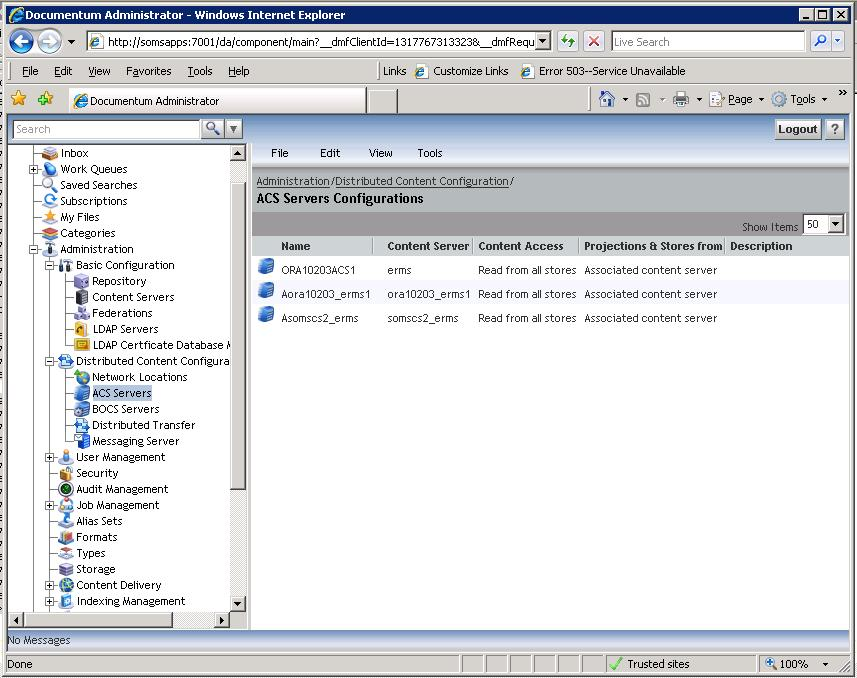 Documentum Administrator - Windows Internet Explorer
http://somsapps:7001/da/component/main?__dmfClientId=1317767313323&__dmfRequ
Live Search
File Edit View Favorites Tools Help
Links Customize Links Error 503--Service Unavailable
Documentum Administrator
Page Tools »
Search
Logout ?
File Edit View Tools
Administration/Distributed Content Configuration/
ACS Servers Configurations
Show Items 50
Name Content Server Content Access Projections & Stores from Description
ORA10203ACS1 erms Read from all stores Associated content server
Aora10203_erms1 ora10203_erms1 Read from all stores Associated content server
Asomscs2_erms somscs2_erms Read from all stores Associated content server
Inbox
Work Queues
Saved Searches
Subscriptions
My Files
Categories
Administration
Basic Configuration
Repository
Content Servers
Federations
LDAP Servers
LDAP Certficate Database M
Distributed Content Configura
Network Locations
ACS Servers
BOCS Servers
Distributed Transfer
Messaging Server
User Management
Security
Audit Management
Job Management
Alias Sets
Formats
Types
Storage
Content Delivery
Indexing Management
No Messages
Done
Trusted sites
100%